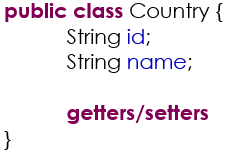 public class Country {
String id;
String name;
getters/setters
}